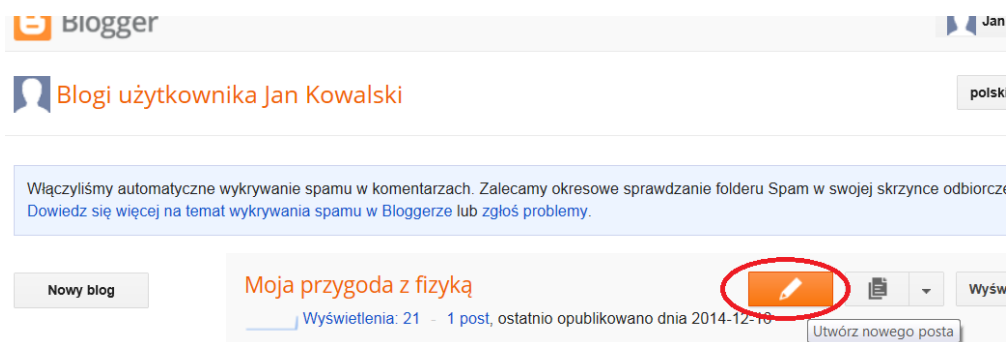 Blogger
Jan
Blogi użytkownika Jan Kowalski
polski
Włączyliśmy automatyczne wykrywanie spamu w komentarzach. Zalecamy okresowe sprawdzanie folderu Spam w swojej skrzynce odbiorcze
Dowiedz się więcej na temat wykrywania spamu w Bloggerze lub zgłoś problemy.
Nowy blog
Moja przygoda z fizyką
Wyśw
Wyświetlenia: 21 - 1 post, ostatnio opublikowano dnia 2014-12-18
Utwórz nowego posta